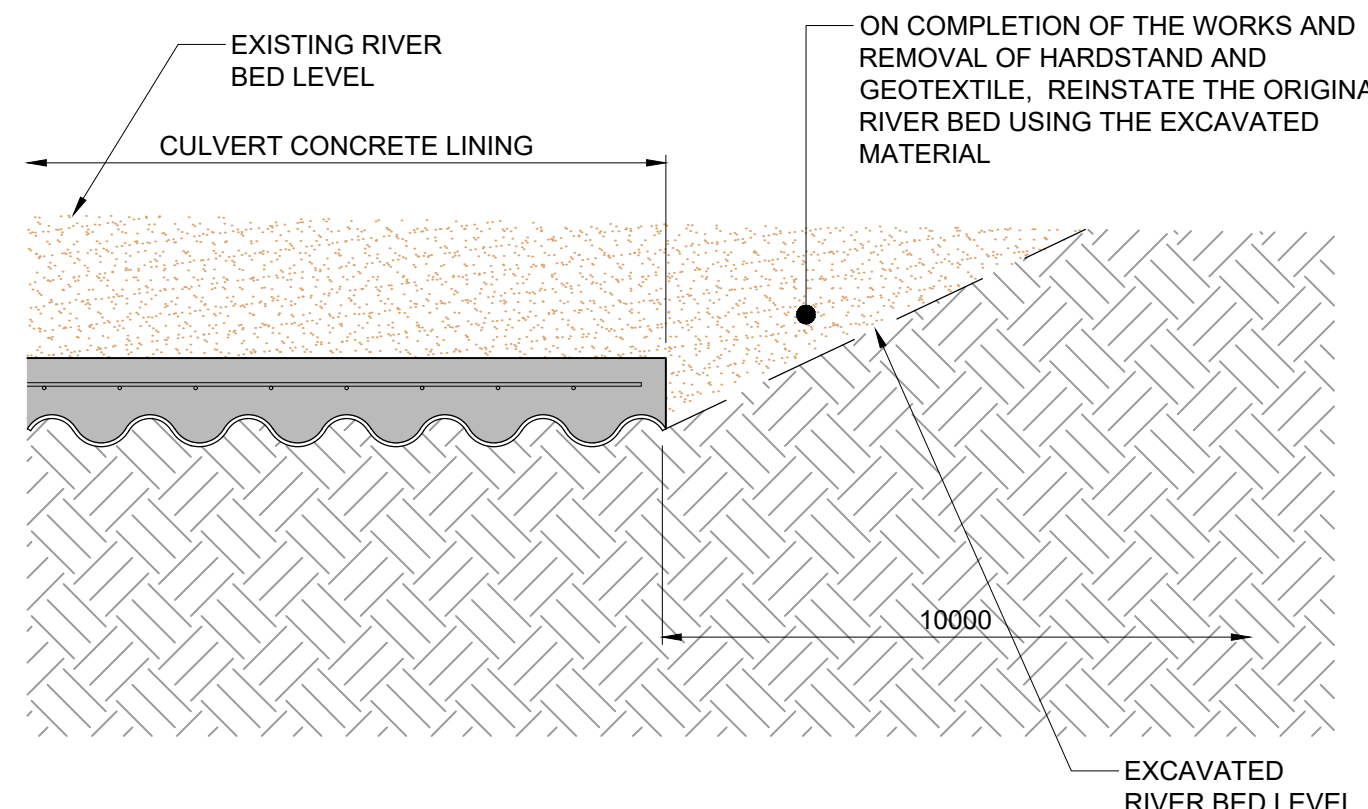 EXISTING RIVER
BED LEVEL
CULVERT CONCRETE LINING
ON COMPLETION OF THE WORKS AND
REMOVAL OF HARDSTAND AND
GEOTEXTILE, REINSTATE THE ORIGINA
RIVER BED USING THE EXCAVATED
MATERIAL
10000
EXCAVATED
RIVER BED LEVEL